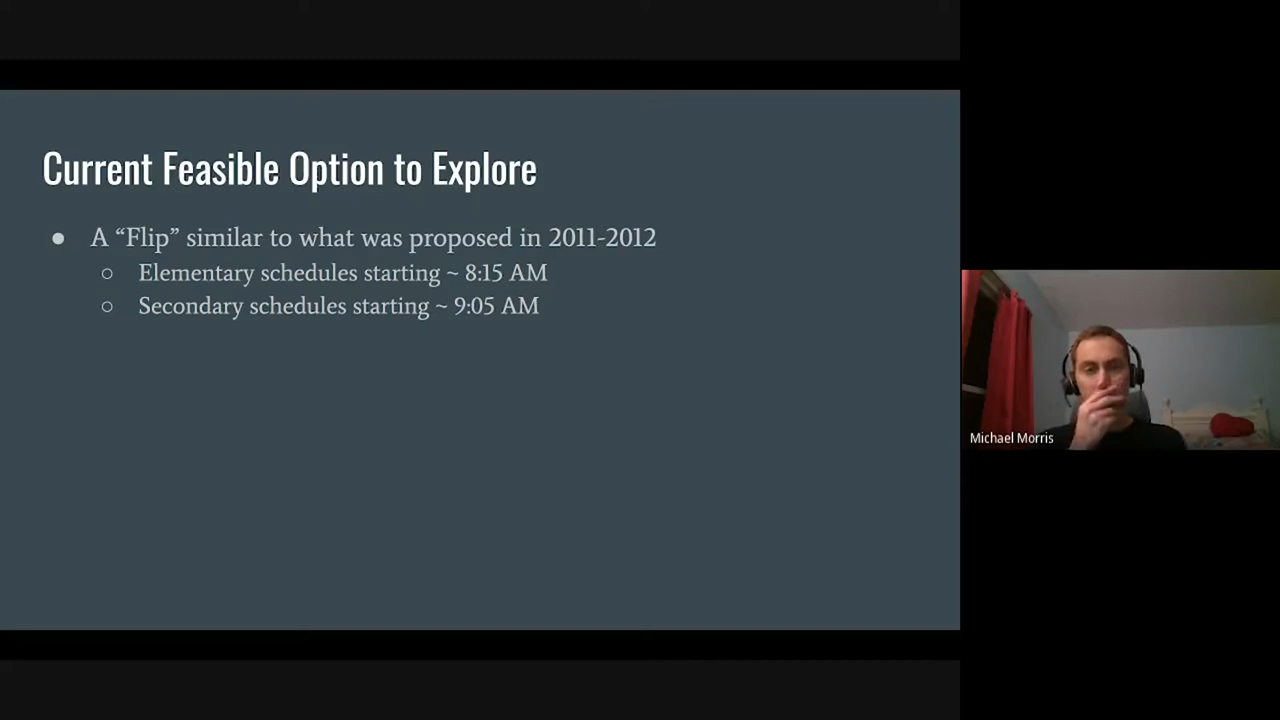 Current Feasible Option to Explore
● A “Flip” similar to what was proposed in 2011-2012
○ Elementary schedules starting ~ 8:15 AM
○ Secondary schedules starting ~ 9:05 AM
Michael Morris